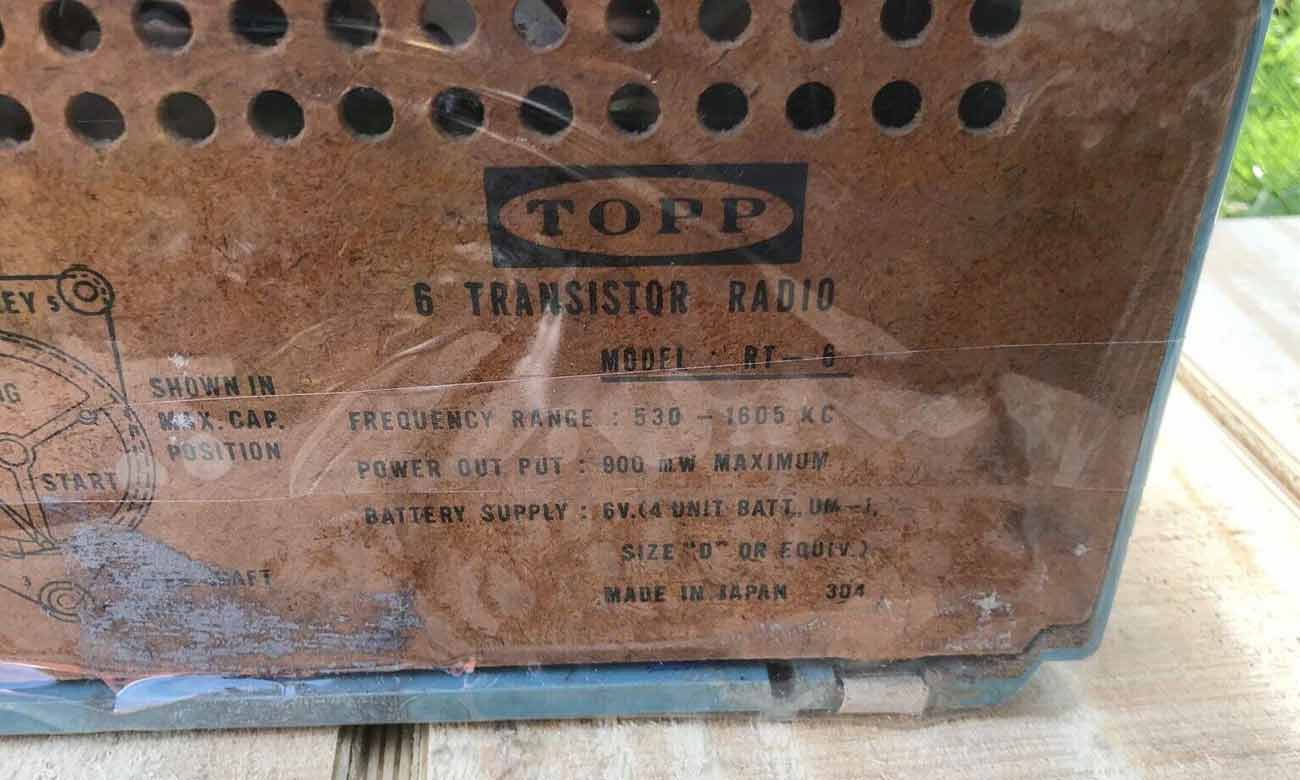 TOPP
6 TRANSISTOR RADIO
MODEL : RT-6
FREQUENCY RANGE : 530 - 1605 KC
POWER OUT PUT : 900 M.W MAXIMUM
BATTERY SUPPLY : 6V.(4 UNIT BATT. UM-1,
SIZE "D" OR EQUIV.)
MADE IN JAPAN 304
5
SHOWN IN
MAX. CAP.
POSITION
START
3